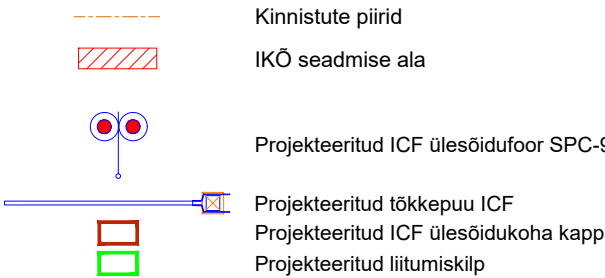 Kinnistute piirid
IKÕ seadmise ala
Projekteeritud ICF ülesõidufoor SPC-9
Projekteeritud tõkkepuu ICF
Projekteeritud ICF ülesõidukoha kapp
Projekteeritud liitumiskilp